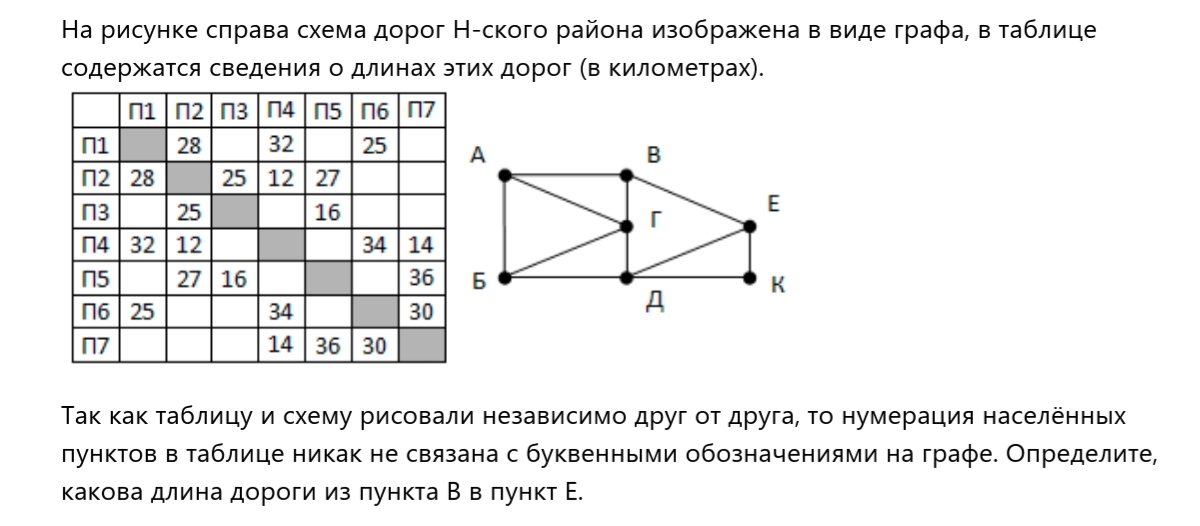 На рисунке справа схема дорог Н-ского района изображена в виде графа, в таблице
содержатся сведения о длинах этих дорог (в километрах).
П1 П2 П3 П4 П5 П6 П7
П1 28 32 25
П2 28 25 12 27
П3 25 16
П4 32 12 34 14
П5 27 16 36
П6 25 34 30
П7 14 36 30
А В
Е
Г
Б К
Д
Так как таблицу и схему рисовали независимо друг от друга, то нумерация населённых
пунктов в таблице никак не связана с буквенными обозначениями на графе. Определите,
какова длина дороги из пункта В в пункт Е.